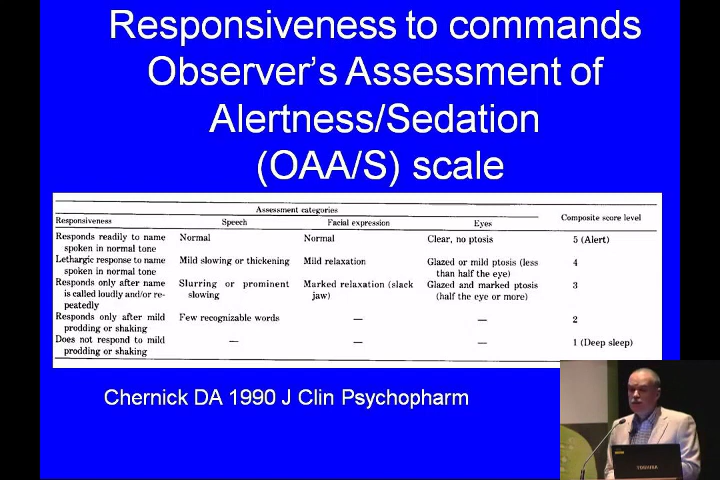 Responsiveness to commands
Observer's Assessment of
Alertness/Sedation
(OAA/S) scale
Assessment categories
Responsiveness Speech Facial expression Eyes Composite score level
Responds readily to name Normal Normal Clear, no ptosis 5 (Alert)
spoken in normal tone
Lethargic response to name Mild slowing or thickening Mild relaxation Glazed or mild ptosis (less 4
spoken in normal tone than half the eye)
Responds only after name Slurring or prominent Marked relaxation (slack Glazed and marked ptosis 3
is called loudly and/or re- slowing jaw) (half the eye or more)
peatedly
Responds only after mild Few recognizable words — — 2
prodding or shaking
Does not respond to mild — — — 1 (Deep sleep)
prodding or shaking
Chernick DA 1990 J Clin Psychopharm
TOSHIBA